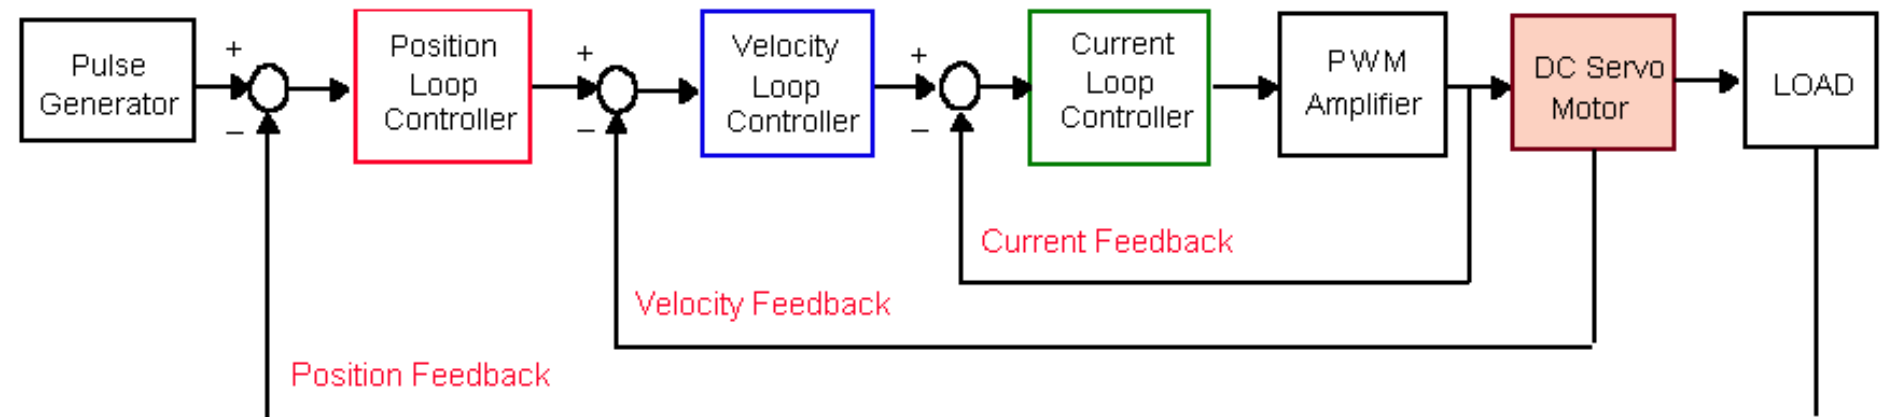 Pulse
Generator
+
–
Position
Loop
Controller
+
–
Velocity
Loop
Controller
+
–
Current
Loop
Controller
PWM
Amplifier
DC Servo
Motor
LOAD
Current Feedback
Velocity Feedback
Position Feedback